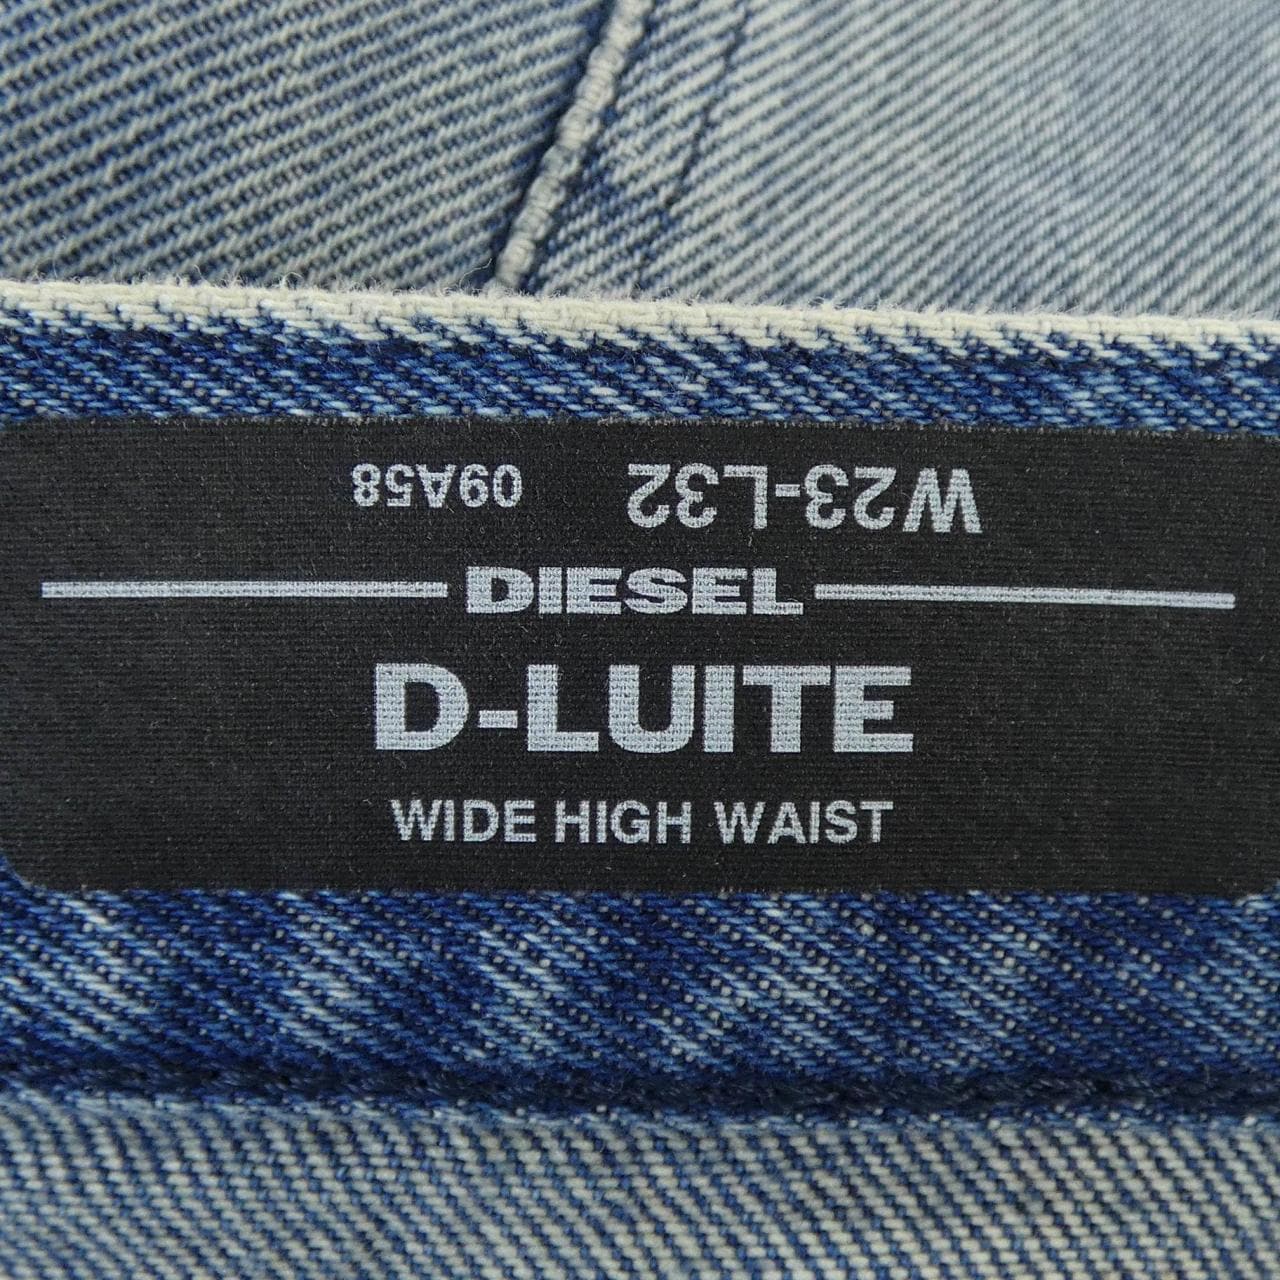 W23-L32 09A58
DIESEL
D-LUITE
WIDE HIGH WAIST